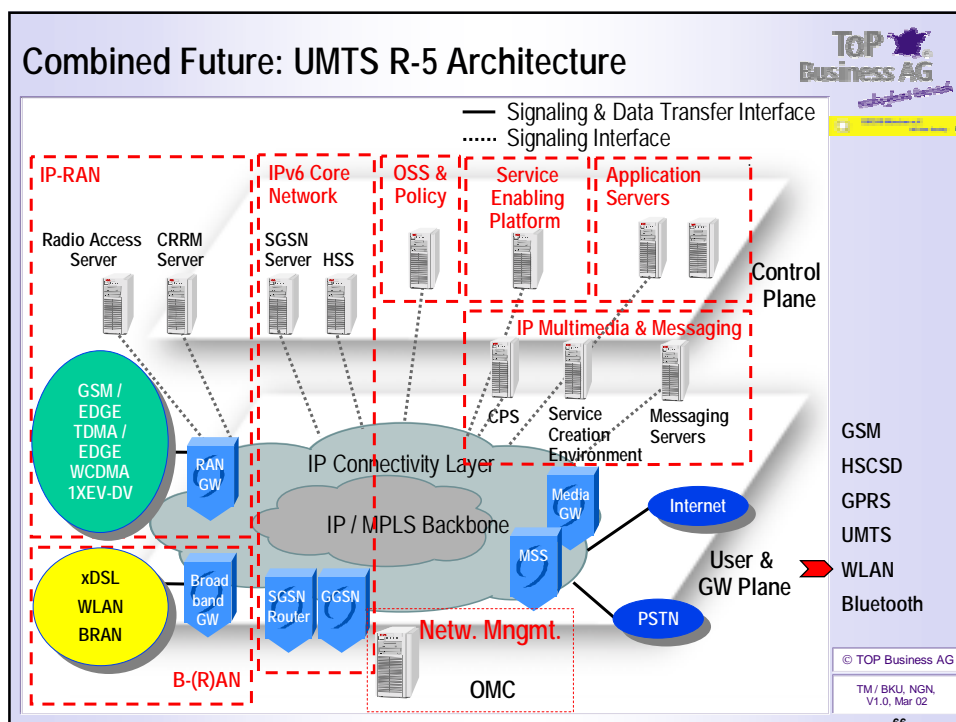 Combined Future: UMTS R-5 Architecture
ToP
Business AG
Signaling & Data Transfer Interface
Signaling Interface
IP-RAN
IPv6 Core
Network
OSS &
Policy
Service
Enabling
Platform
Application
Servers
Radio Access
Server
CRRM
Server
SGSN
Server
HSS
Control
Plane
IP Multimedia & Messaging
CPS
Service
Creation
Environment
Messaging
Servers
GSM /
EDGE
TDMA /
EDGE
WCDMA
1XEV-DV
RAN
GW
IP Connectivity Layer
IP / MPLS Backbone
Media
GW
MSS
Internet
PSTN
User &
GW Plane
xDSL
WLAN
BRAN
Broad
band
GW
SGSN
Router
GGSN
B-(R)AN
Netw. Mngmt.
OMC
GSM
HSCSD
GPRS
UMTS
WLAN
Bluetooth
© TOP Business AG
TM / BKU, NGN,
V1.0, Mar 02
66